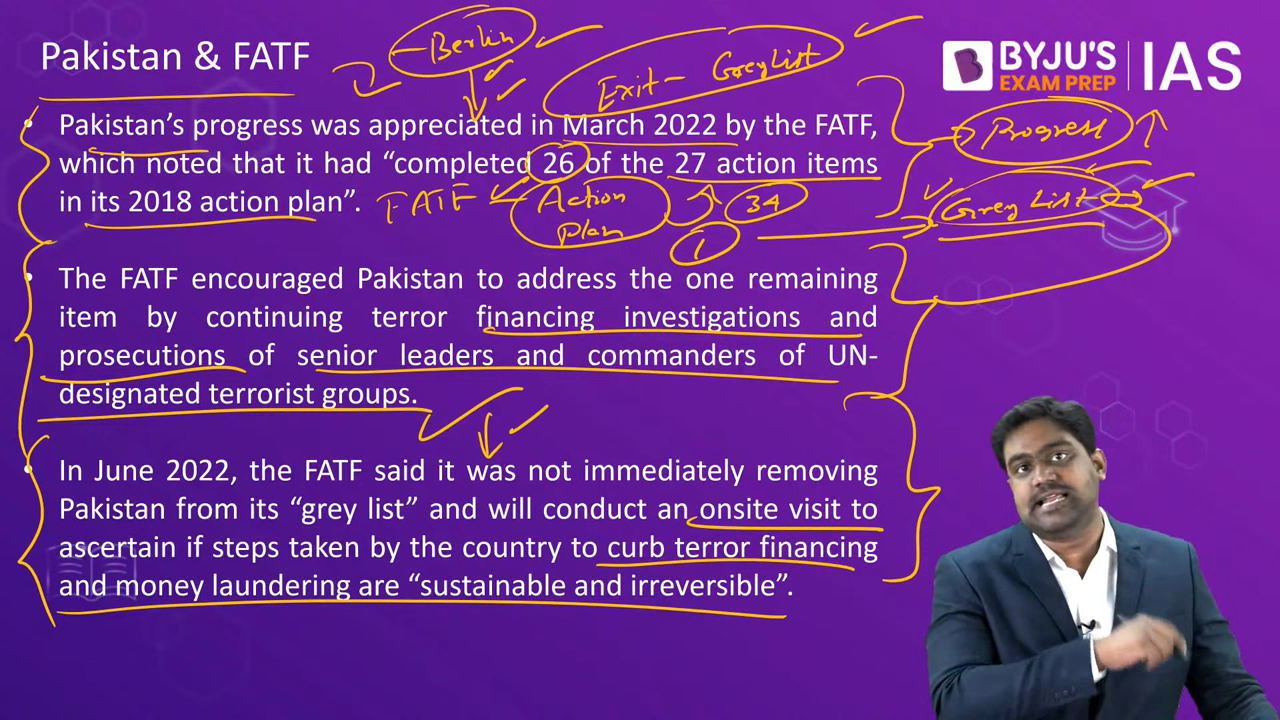 Pakistan & FATF
Berlin
Exit - Grey List
BYJU'S
EXAM PREP
IAS
• Pakistan's progress was appreciated in March 2022 by the FATF,
which noted that it had “completed 26 of the 27 action items
in its 2018 action plan”.
FATF
Action
plan
34
1
Progress
Grey List
• The FATF encouraged Pakistan to address the one remaining
item by continuing terror financing investigations and
prosecutions of senior leaders and commanders of UN-
designated terrorist groups.
• In June 2022, the FATF said it was not immediately removing
Pakistan from its “grey list” and will conduct an onsite visit to
ascertain if steps taken by the country to curb terror financing
and money laundering are “sustainable and irreversible”.